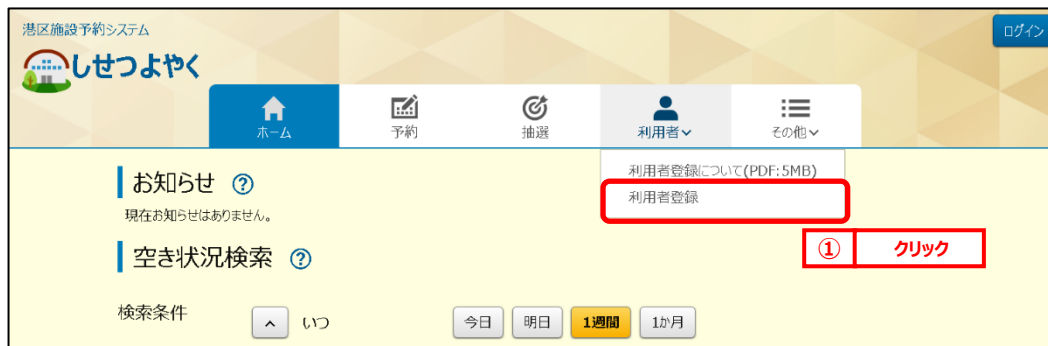 港区施設予約システム
ログイン
しせつよやく
ホーム
予約
抽選
利用者
その他
利用者登録について(PDF:5MB)
お知らせ ?
利用者登録
現在お知らせはありません。
① クリック
空き状況検索 ?
検索条件 いつ 今日 明日 1週間 1か月